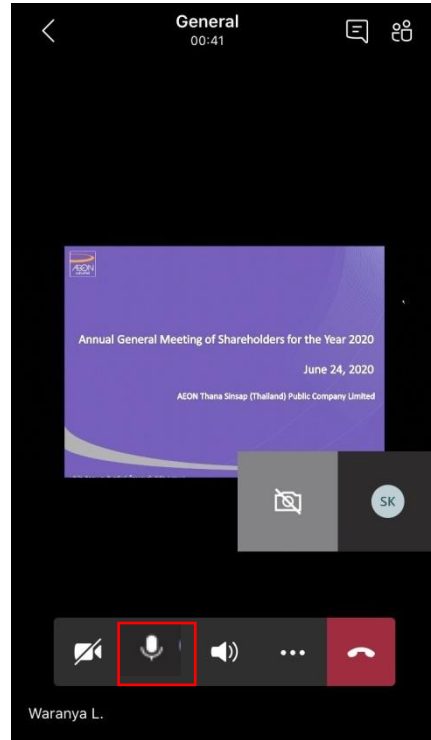 General
00:41
AEON
Annual General Meeting of Shareholders for the Year 2020
June 24, 2020
AEON Thana Sinsap (Thailand) Public Company Limited
SK
Waranya L.